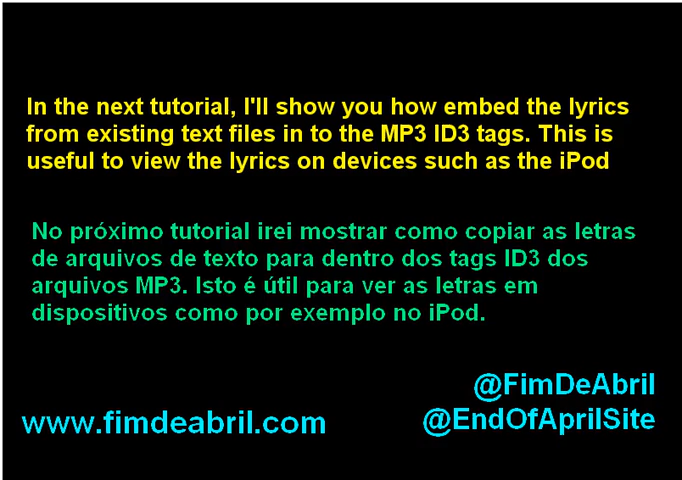 In the next tutorial, I'll show you how embed the lyrics
from existing text files in to the MP3 ID3 tags. This is
useful to view the lyrics on devices such as the iPod
No próximo tutorial irei mostrar como copiar as letras
de arquivos de texto para dentro dos tags ID3 dos
arquivos MP3. Isto é útil para ver as letras em
dispositivos como por exemplo no iPod.
@FimDeAbril
www.fimdeabril.com
@EndOfAprilSite